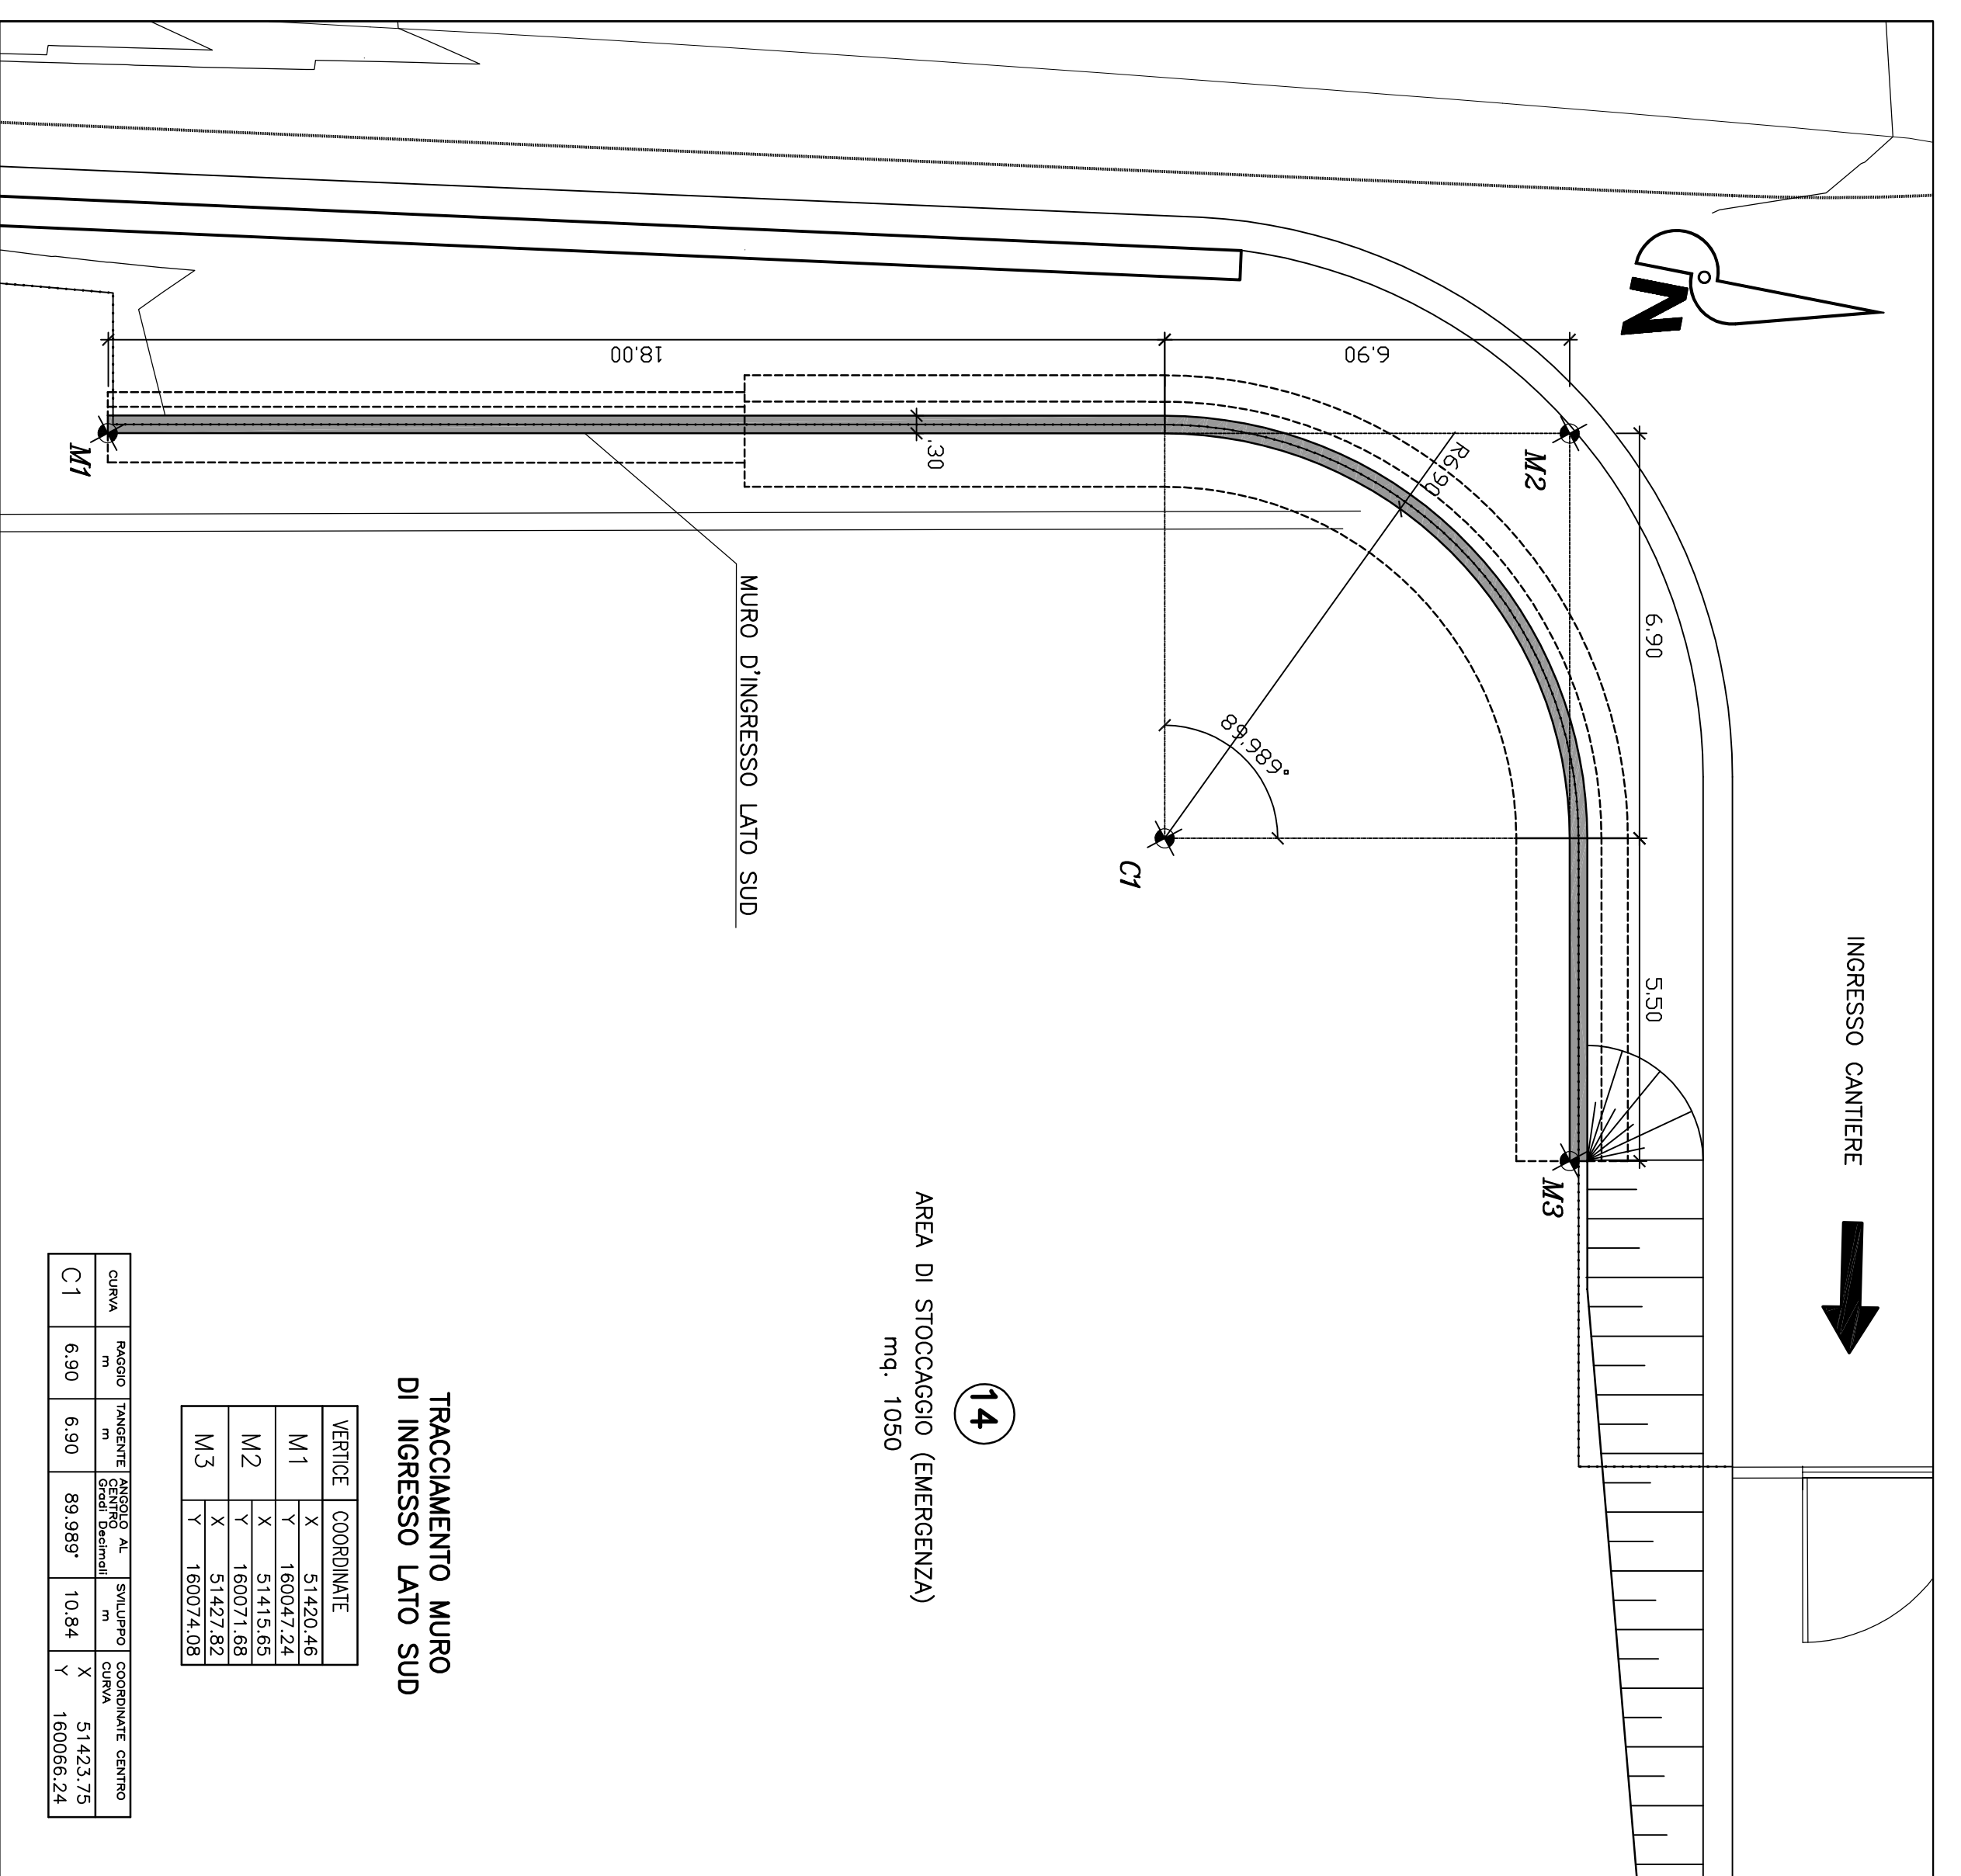 N
INGRESSO CANTIERE
18.00
6.90
M1
.30
R6.90
M2
6.90
89,989°
C1
5.50
M3
MURO D'INGRESSO LATO SUD
14
AREA DI STOCCAGGIO (EMERGENZA)
mq. 1050
TRACCIAMENTO MURO
DI INGRESSO LATO SUD
VERTICE COORDINATE
M1 X 51420.46
Y 160047.24
M2 X 51415.65
Y 160071.68
M3 X 51427.82
Y 160074.08
CURVA RAGGIO m TANGENTE m ANGOLO AL CENTRO Gradi Decimali SVILUPPO m COORDINATE CENTRO CURVA
C1 6.90 6.90 89.989° 10.84 X 51423.75
Y 160066.24